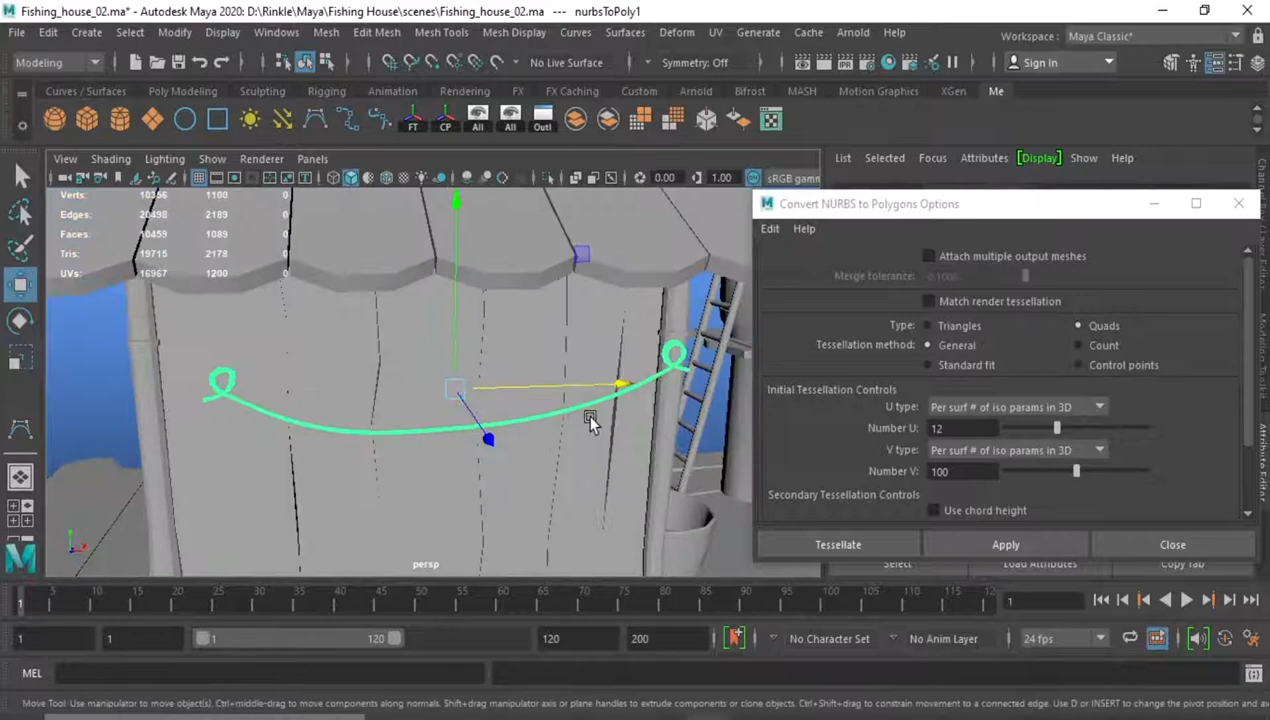 Fishing_house_02.ma* - Autodesk Maya 2020: D:\Rinkle\Maya\Fishing House\scenes\Fishing_house_02.ma --- nurbsToPoly1
File Edit Create Select Modify Display Windows Mesh Edit Mesh Mesh Tools Mesh Display Curves Surfaces Deform UV Generate Cache Arnold Help
Workspace : Maya Classic*
Modeling No Live Surface Symmetry: Off Sign In
Curves / Surfaces Poly Modeling Sculpting Rigging Animation Rendering FX FX Caching Custom Arnold Bifrost MASH Motion Graphics XGen Me
FT CP All All Outl
View Shading Lighting Show Renderer Panels
List Selected Focus Attributes [Display] Show Help
0.00 1.00 sRGB gamm
Verts: 10356 1100 0
Edges: 20498 2189 0
Faces: 10459 1089 0
Tris: 19715 2178 0
UVs: 16967 1200 0
persp
Convert NURBS to Polygons Options
Edit Help
Attach multiple output meshes
Merge tolerance: 0.1000
Match render tessellation
Type: Triangles Quads
Tessellation method: General Count
Standard fit Control points
Initial Tessellation Controls
U type: Per surf # of iso params in 3D
Number U: 12
V type: Per surf # of iso params in 3D
Number V: 100
Secondary Tessellation Controls
Use chord height
Tessellate Apply Close
Select Load Attributes Copy Tab
5 10 15 20 25 30 35 40 45 50 55 60 65 70 75 80 85 90 95 100 105 110 115 12
1 1
1 1 1 120 120 200 No Character Set No Anim Layer 24 fps
MEL
Move Tool: Use manipulator to move object(s). Ctrl+middle-drag to move components along normals. Shift+drag manipulator axis or plane handles to extrude components or clone objects. Ctrl+Shift+drag to constrain movement to a connected edge. Use D or INSERT to change the pivot position and ax